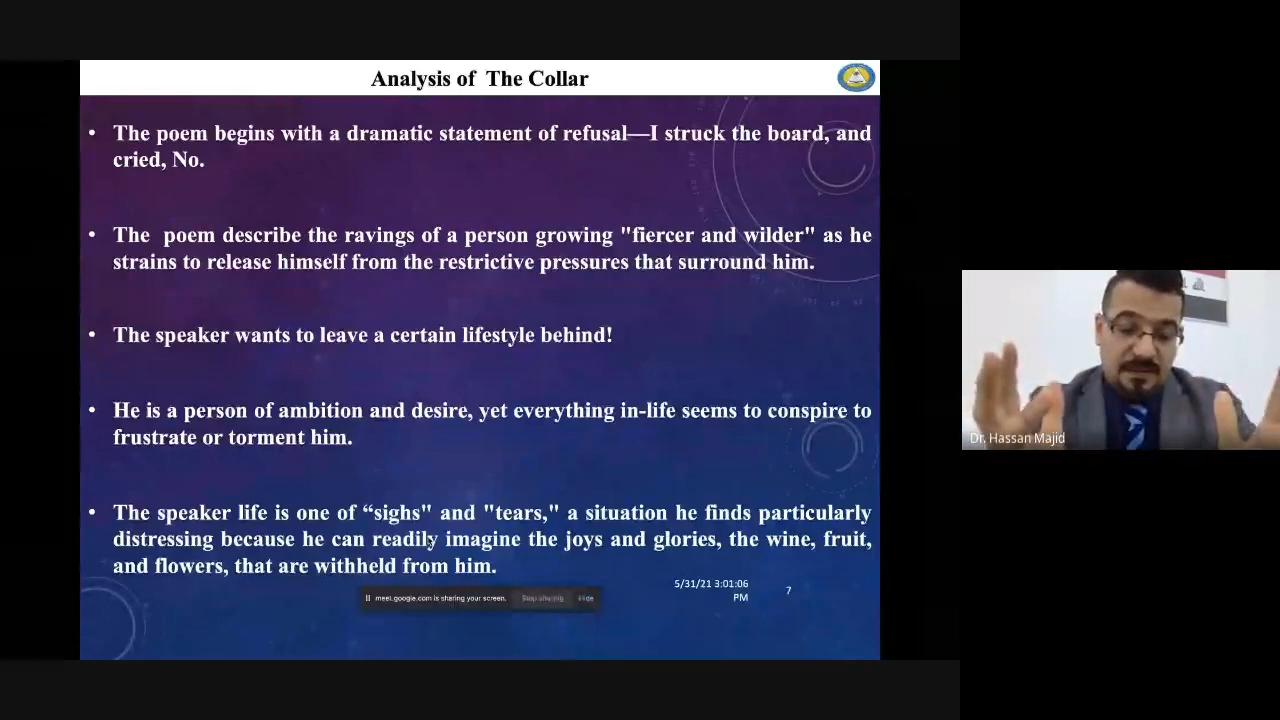 Analysis of The Collar
• The poem begins with a dramatic statement of refusal—I struck the board, and
cried, No.
• The poem describe the ravings of a person growing "fiercer and wilder" as he
strains to release himself from the restrictive pressures that surround him.
• The speaker wants to leave a certain lifestyle behind!
• He is a person of ambition and desire, yet everything in-life seems to conspire to
frustrate or torment him.
• The speaker life is one of “sighs" and "tears," a situation he finds particularly
distressing because he can readily imagine the joys and glories, the wine, fruit,
and flowers, that are withheld from him.
meet.google.com is sharing your screen. Stop sharing Hide
5/31/21 3:01:06
PM
7
Dr. Hassan Majid